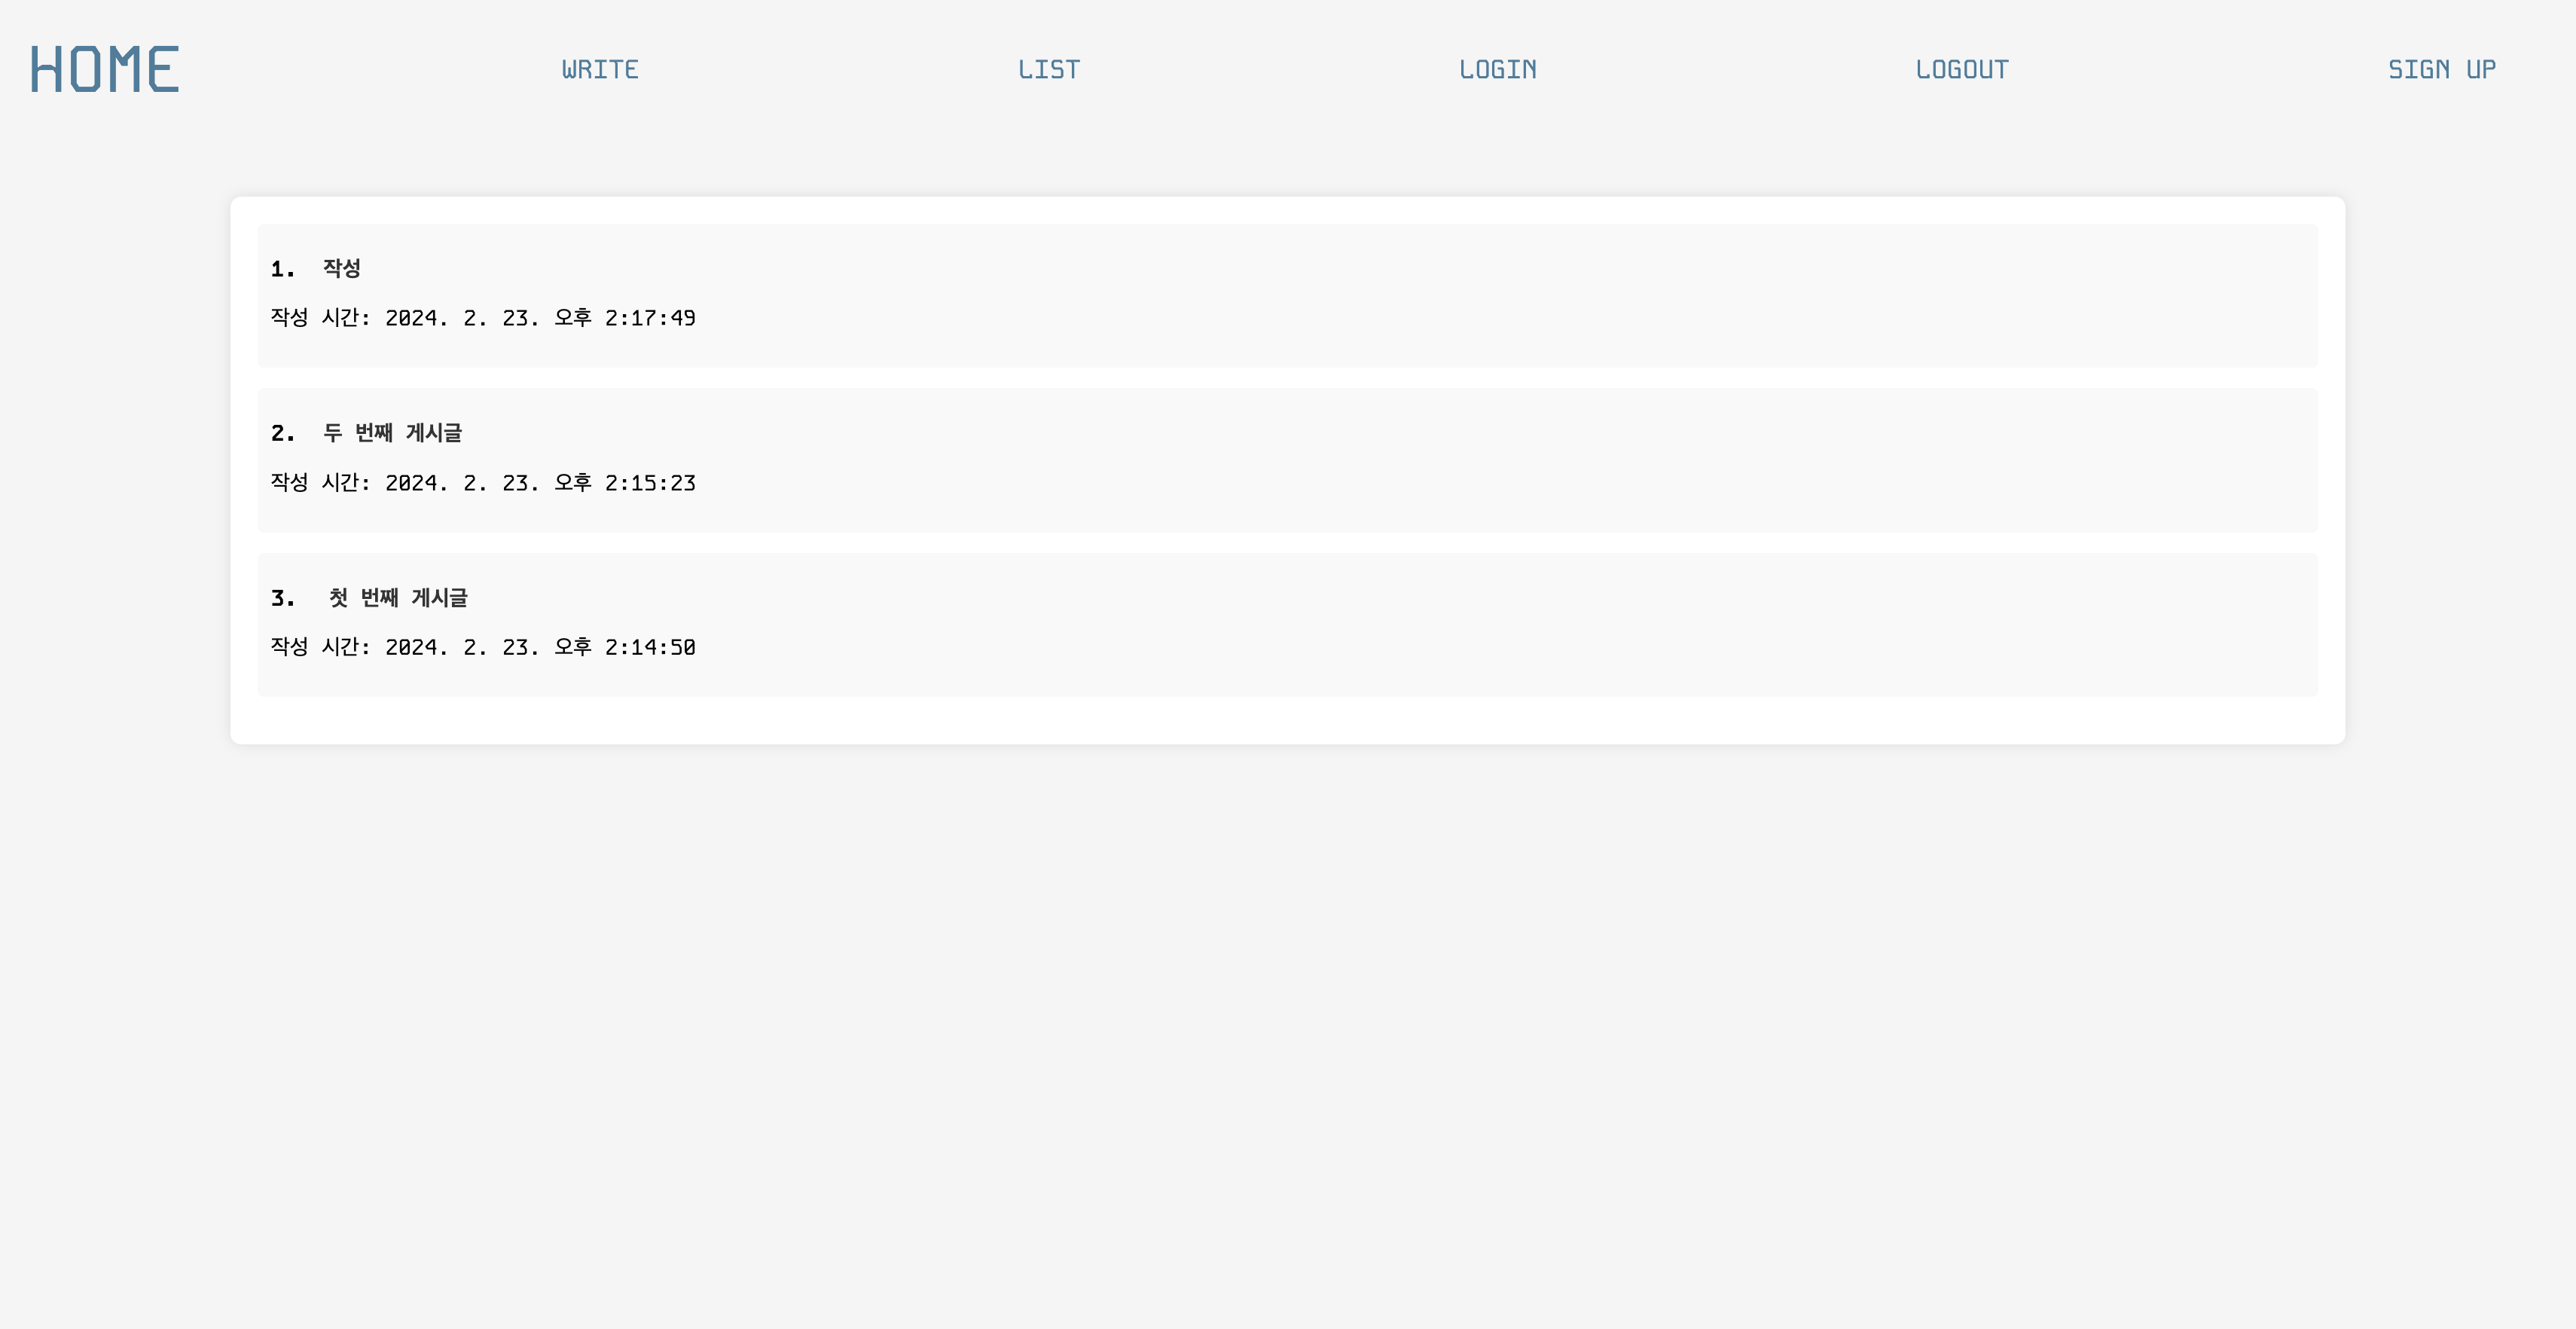 HOME WRITE LIST LOGIN LOGOUT SIGN UP
1. 작성
작성 시간: 2024. 2. 23. 오후 2:17:49
2. 두 번째 게시글
작성 시간: 2024. 2. 23. 오후 2:15:23
3. 첫 번째 게시글
작성 시간: 2024. 2. 23. 오후 2:14:50